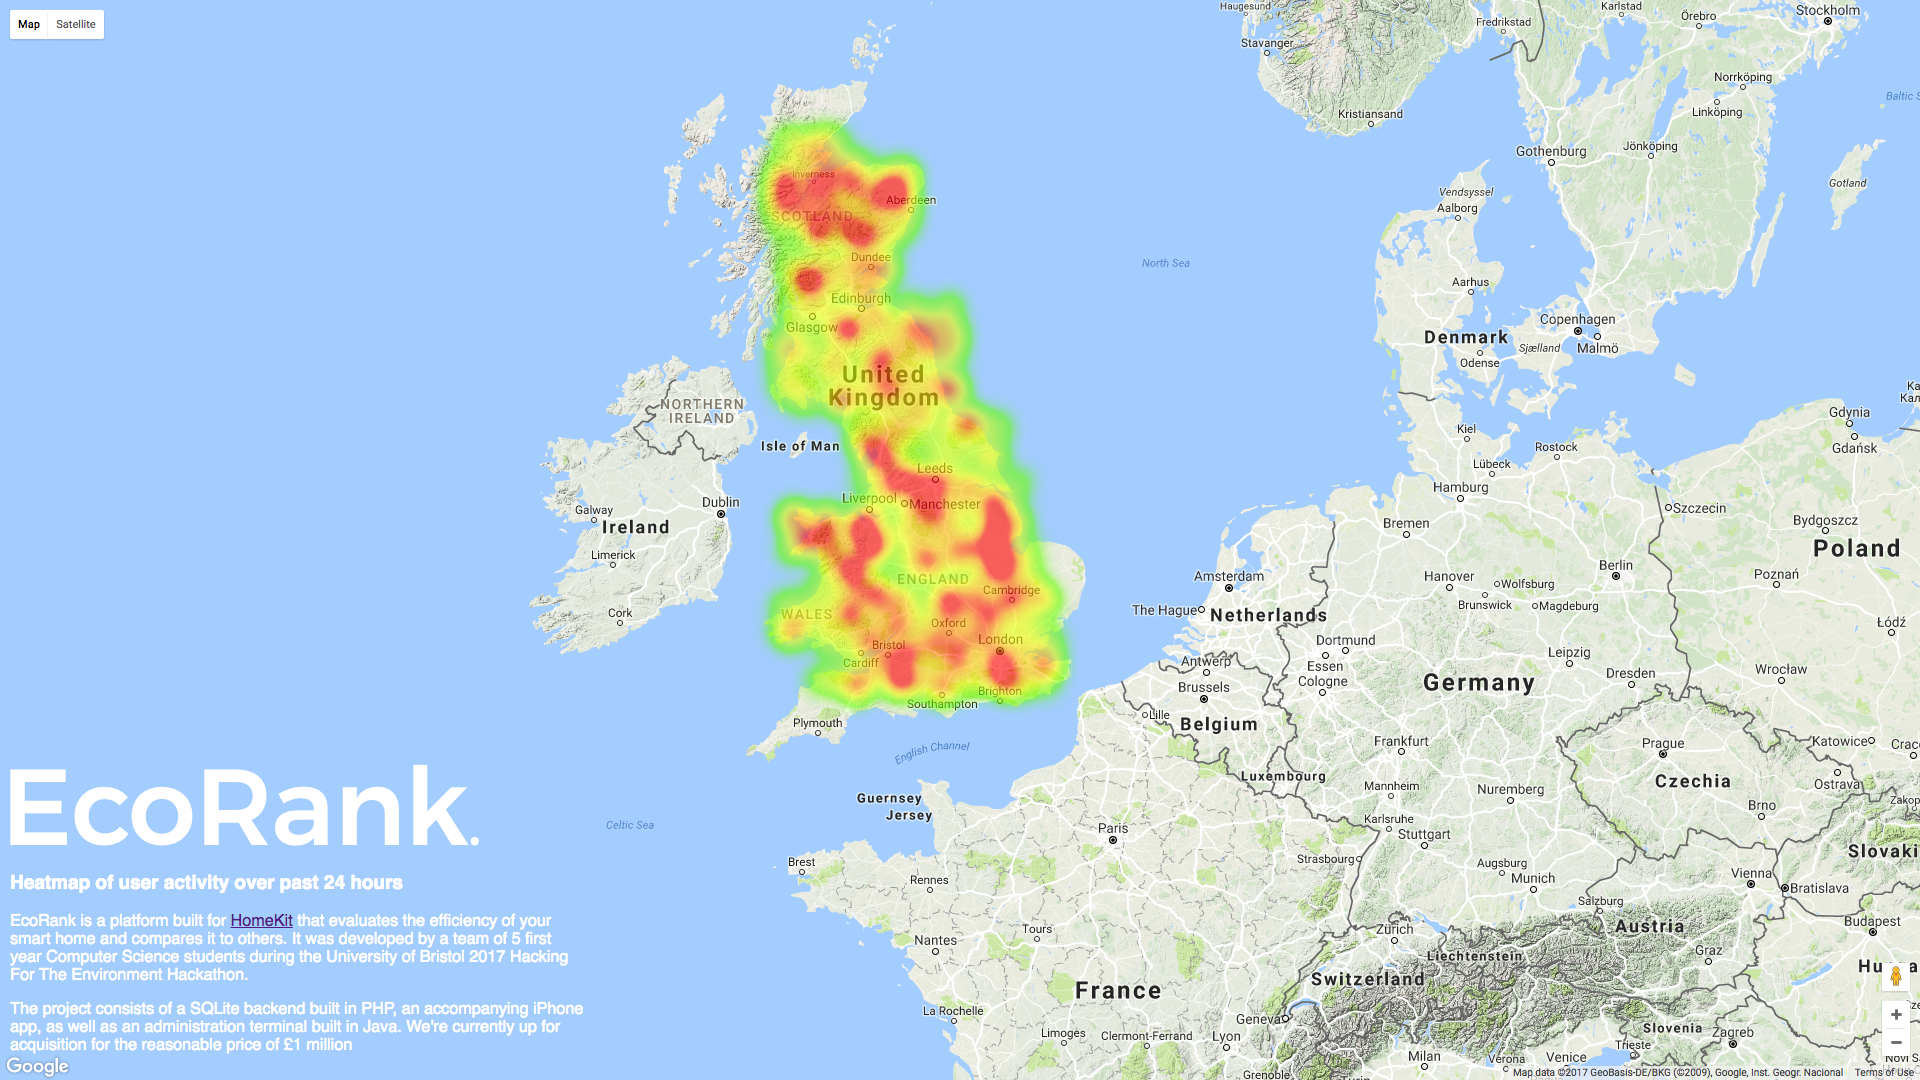 Map
Satellite
Haugesund
Karlstad
Örebro
Stockholm
Fredrikstad
Stavanger
Norrköping
Baltic S
Linköping
Kristiansand
Jönköping
Gothenburg
Inverness
Vendsyssel
Gotland
Aberdeen
Aalborg
SCOTLAND
Dundee
North Sea
Aarhus
Edinburgh
Glasgow
Copenhagen
Denmark
Sjælland
Malmö
Odense
United
Kingdom
NORTHERN
IRELAND
Gdynia
Kiel
Isle of Man
Rostock
Gdańsk
Leeds
Lübeck
Hamburg
Liverpool
Manchester
Dublin
Galway
Szczecin
Ireland
Bremen
Bydgoszcz
Poland
Limerick
Berlin
Amsterdam
ENGLAND
Hanover
Wolfsburg
Poznań
Cambridge
The Hague
Netherlands
Brunswick
Magdeburg
Cork
WALES
Oxford
Łódź
London
Dortmund
Bristol
Cardiff
Antwerp
Essen
Leipzig
Wrocław
Brussels
Cologne
Germany
Dresden
Brighton
Southampton
Lille
Plymouth
Belgium
English Channel
Frankfurt
Prague
Katowice
Luxembourg
Czechia
Mannheim
Nuremberg
Ostrava
Guernsey
Jersey
Brno
EcoRank.
Celtic Sea
Paris
Karlsruhe
Stuttgart
Strasbourg
Brest
Rennes
Augsburg
Munich
Vienna
Slovaki
Bratislava
Heatmap of user activity over past 24 hours
Salzburg
Austria
Budapest
EcoRank is a platform built for HomeKit that evaluates the efficiency of your
smart home and compares it to others. It was developed by a team of 5 first
year Computer Science students during the University of Bristol 2017 Hacking
For The Environment Hackathon.
Tours
Zürich
Nantes
Liechtenstein
Graz
Switzerland
France
The project consists of a SQLite backend built in PHP, an accompanying iPhone
app, as well as an administration terminal built in Java. We're currently up for
acquisition for the reasonable price of £1 million
La Rochelle
Geneva
Limoges
Clermont-Ferrand
Lyon
Slovenia
Zagreb
Trieste
Milan
Verona
Venice
Grenoble
Google
Map data ©2017 GeoBasis-DE/BKG (©2009), Google, Inst. Geogr. Nacional
Terms of Use